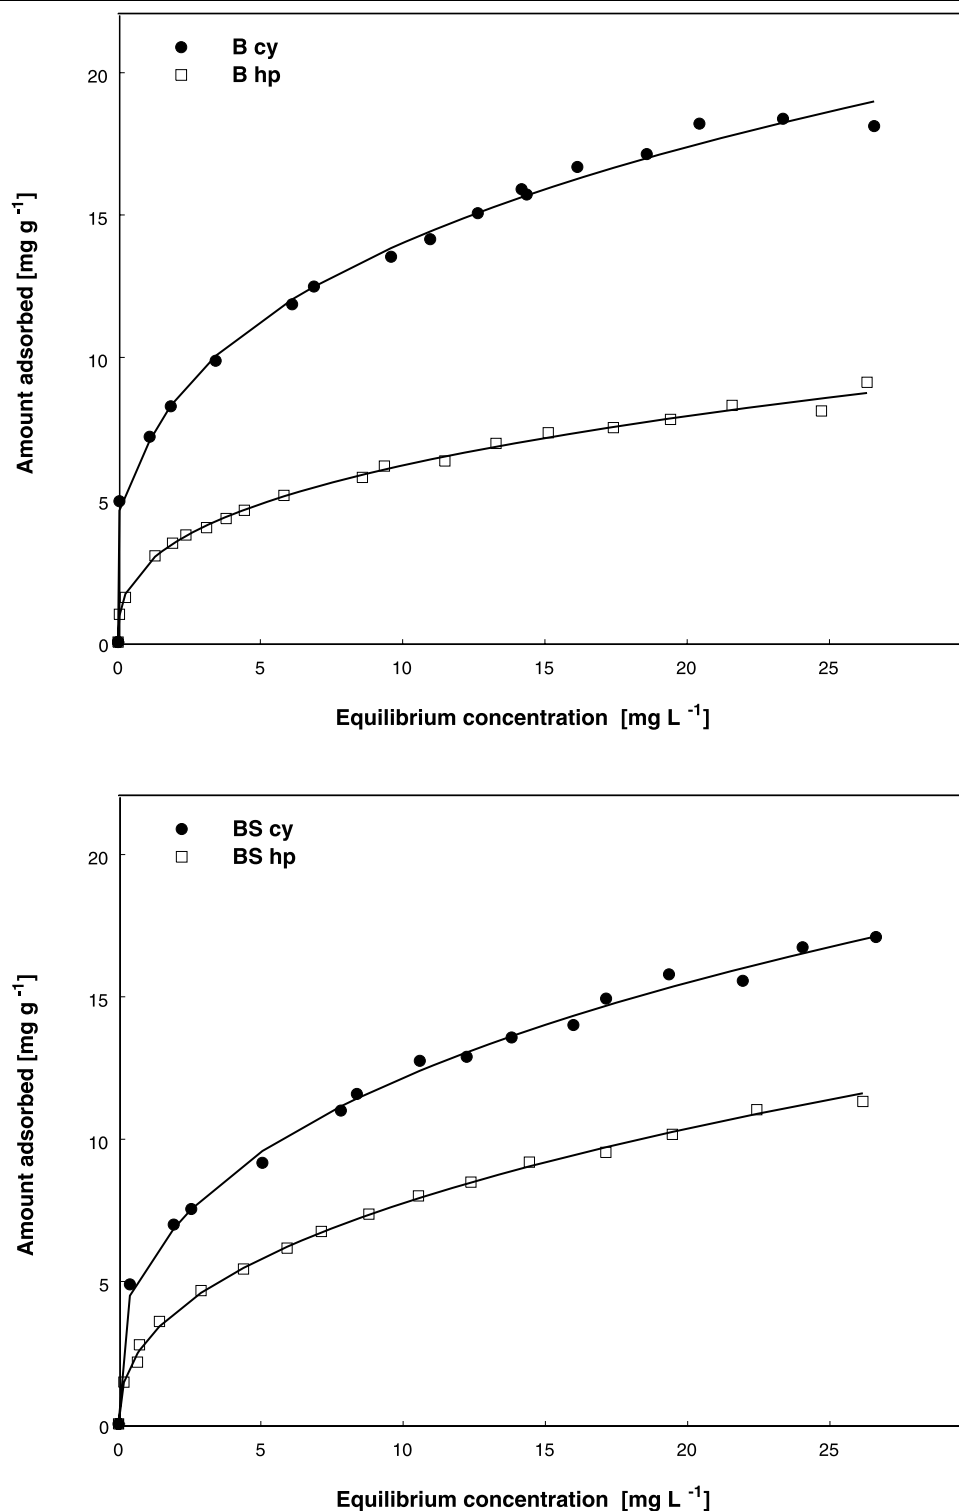 B cy
B hp
20
15
10
5
0
Amount adsorbed [mg g -1]
0 5 10 15 20 25
Equilibrium concentration [mg L -1]
BS cy
BS hp
20
15
10
5
0
Amount adsorbed [mg g -1]
0 5 10 15 20 25
Equilibrium concentration [mg L -1]